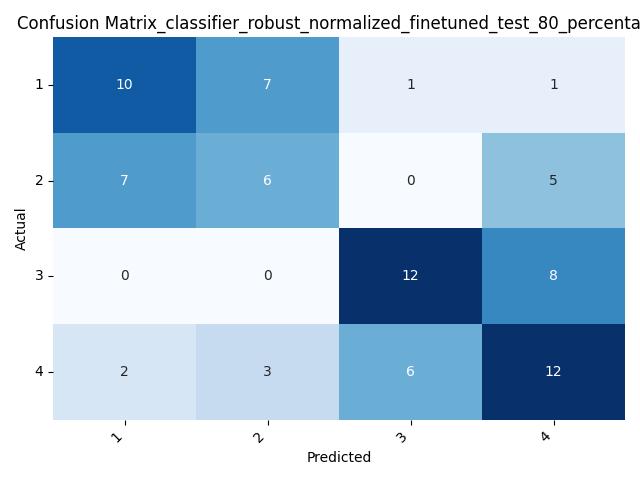 Confusion Matrix_classifier_robust_normalized_finetuned_test_80_percenta
1 10 7 1 1
2 7 6 0 5
3 0 0 12 8
4 2 3 6 12
Actual
1 2 3 4
Predicted